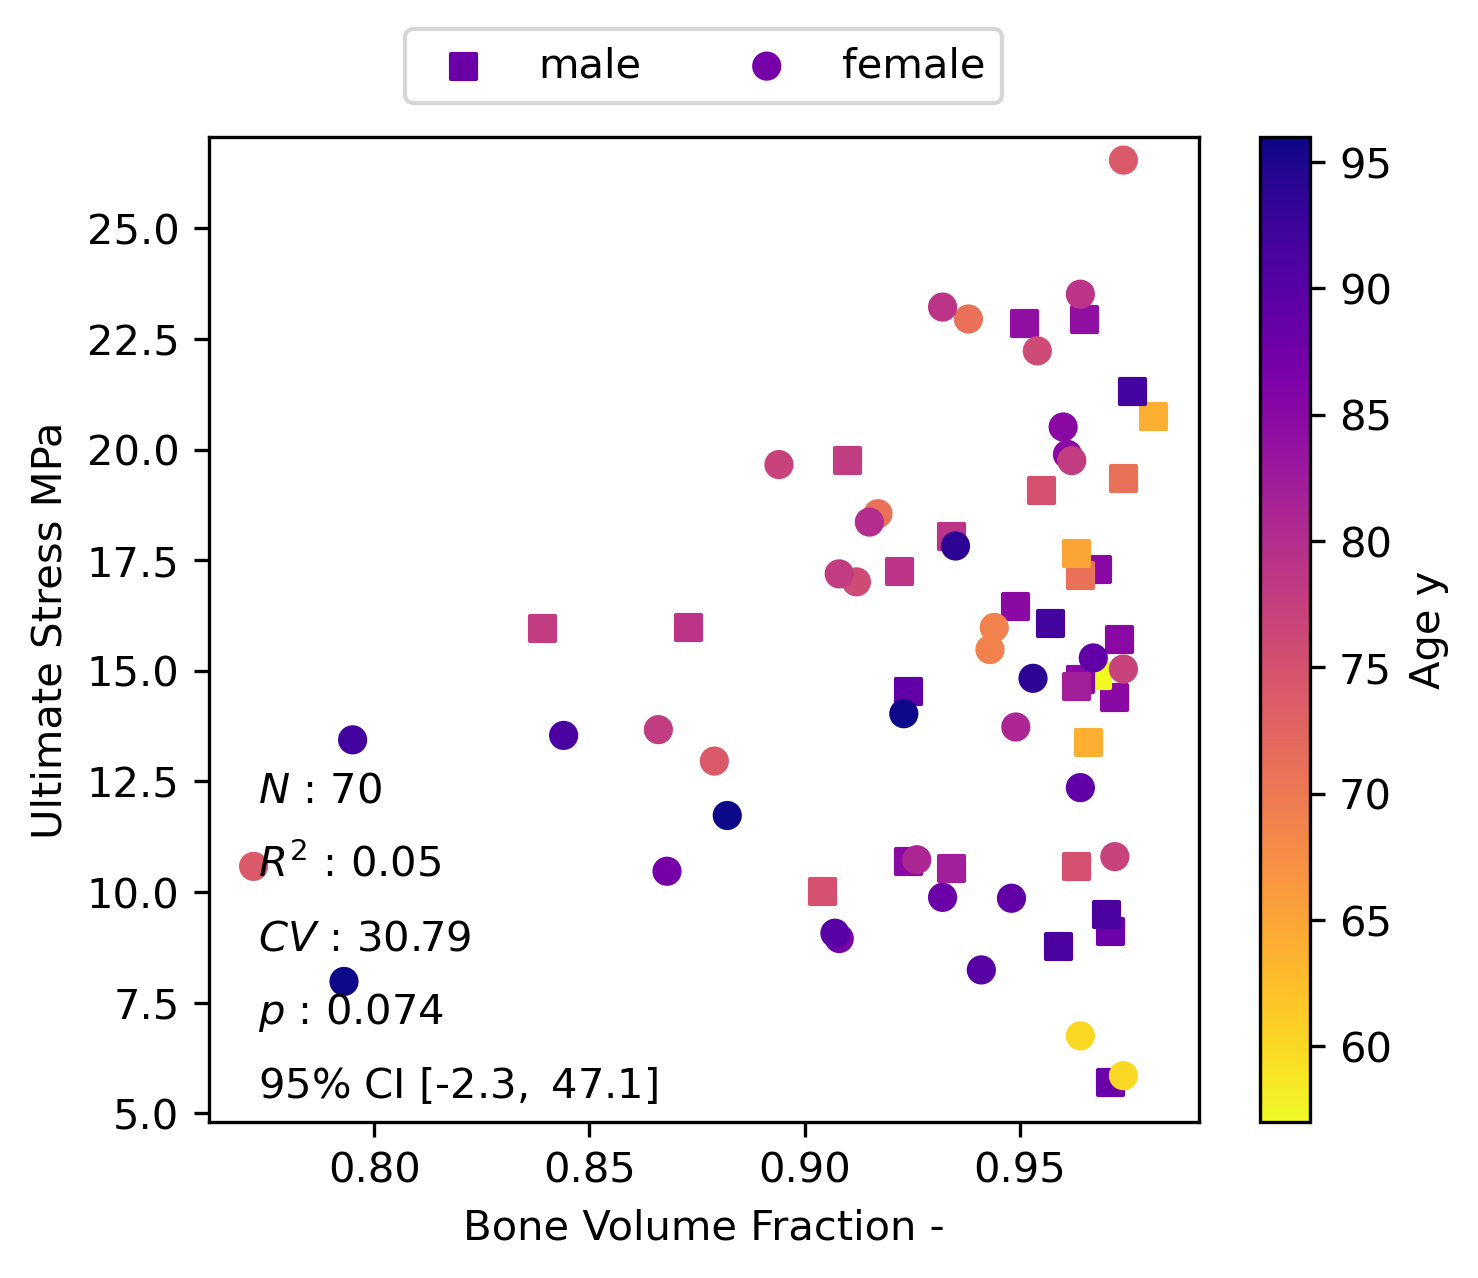 male female
25.0
22.5
20.0
17.5
15.0
12.5
10.0
7.5
5.0
Ultimate Stress MPa
N : 70
R² : 0.05
CV : 30.79
p : 0.074
95% CI [-2.3, 47.1]
0.80 0.85 0.90 0.95
Bone Volume Fraction -
95
90
85
80
75
70
65
60
Age y